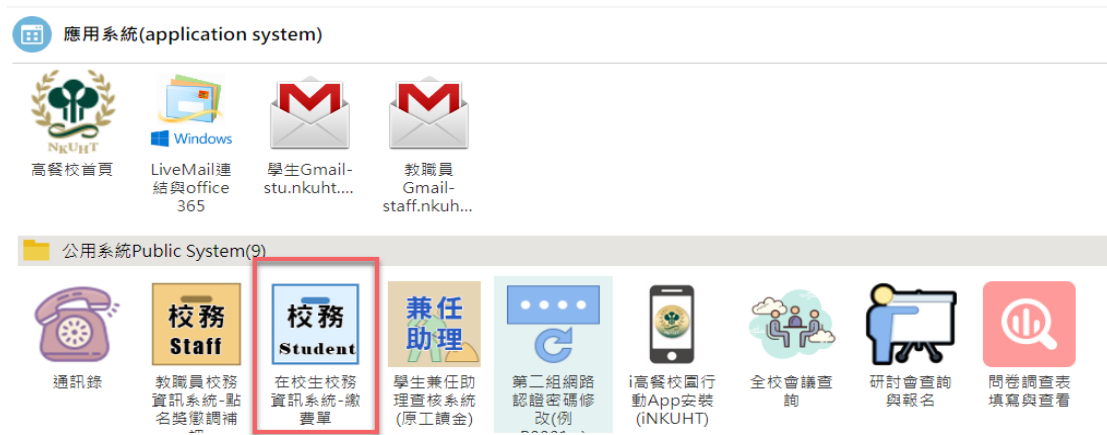 應用系統(application system)
NKUHT
Windows
高餐校首頁
LiveMail連
結與office
365
學生Gmail-
stu.nkuht....
教職員
Gmail-
staff.nkuh...
公用系統Public System(9)
通訊錄
校務
Staff
教職員校務
資訊系統-點
名獎懲調補
校務
Student
在校生校務
資訊系統-繳
費單
兼任
助理
學生兼任助
理查核系統
(原工讀金)
第二組網路
認證密碼修
改(例
i高餐校園行
動App安裝
(iNKUHT)
全校會議查
詢
研討會查詢
與報名
問卷調查表
填寫與查看